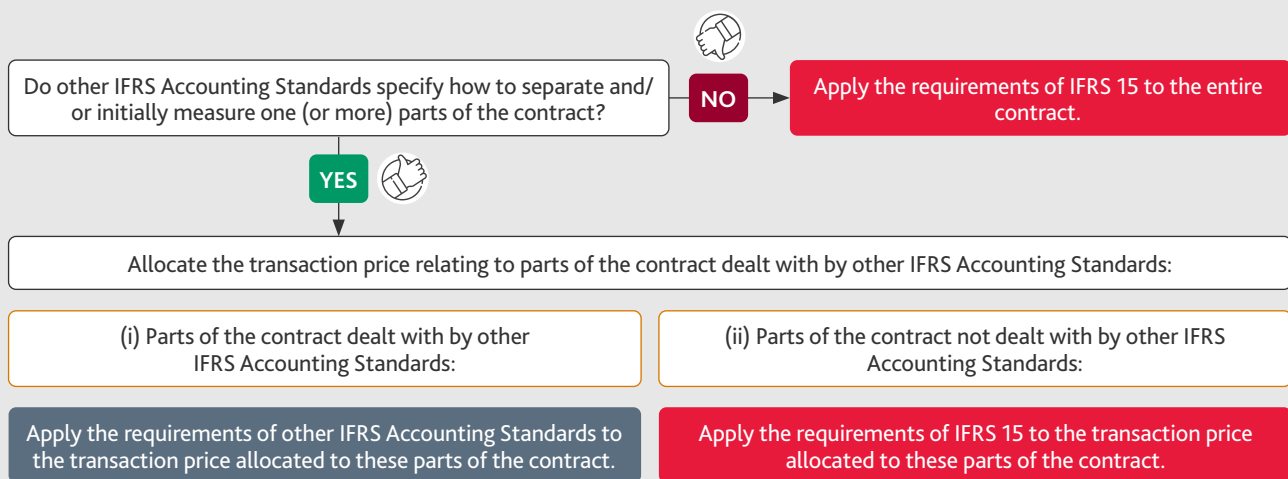 Do other IFRS Accounting Standards specify how to separate and/
or initially measure one (or more) parts of the contract?
NO
Apply the requirements of IFRS 15 to the entire
contract.
YES
Allocate the transaction price relating to parts of the contract dealt with by other IFRS Accounting Standards:
(i) Parts of the contract dealt with by other
IFRS Accounting Standards:
(ii) Parts of the contract not dealt with by other IFRS
Accounting Standards:
Apply the requirements of other IFRS Accounting Standards to
the transaction price allocated to these parts of the contract.
Apply the requirements of IFRS 15 to the transaction price
allocated to these parts of the contract.